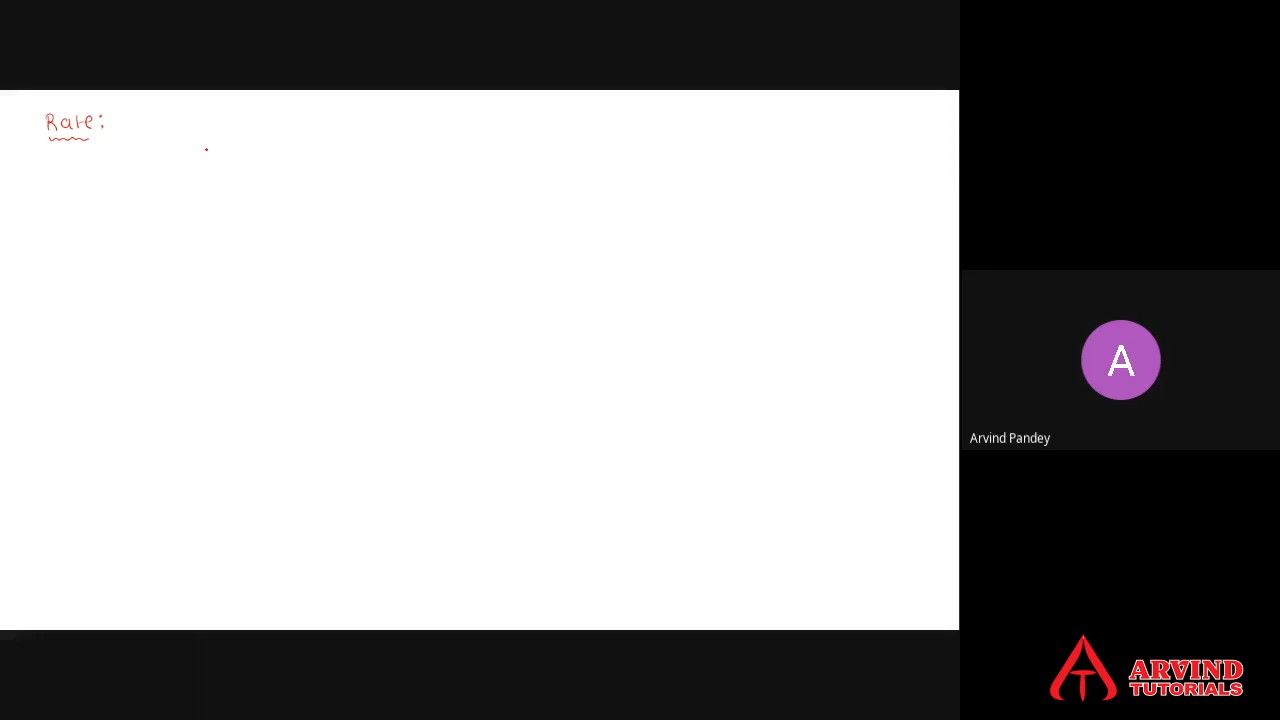 Rate:
A
Arvind Pandey
ARVIND
TUTORIALS